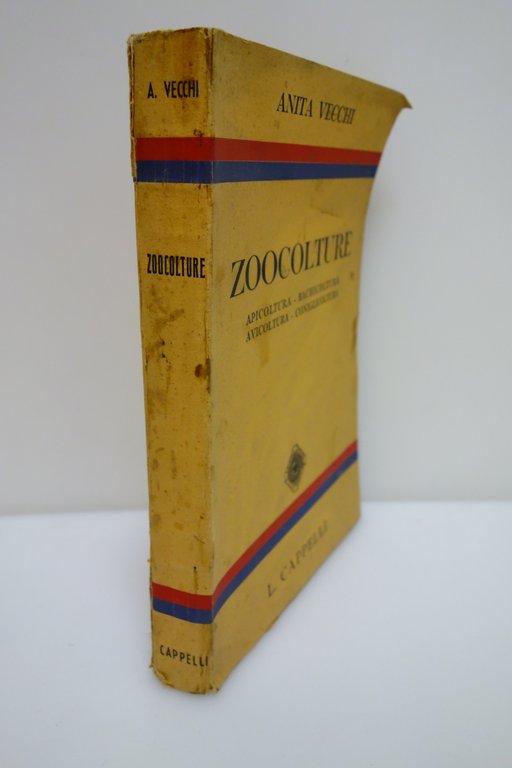 A. VECCHI
ZOOCOLTURE
CAPPELLI
ANITA VECCHI
ZOOCOLTURE
APICOLTURA - BACHICOLTURA
AVICOLTURA - CONIGLICOLTURA
L. CAPPELLI